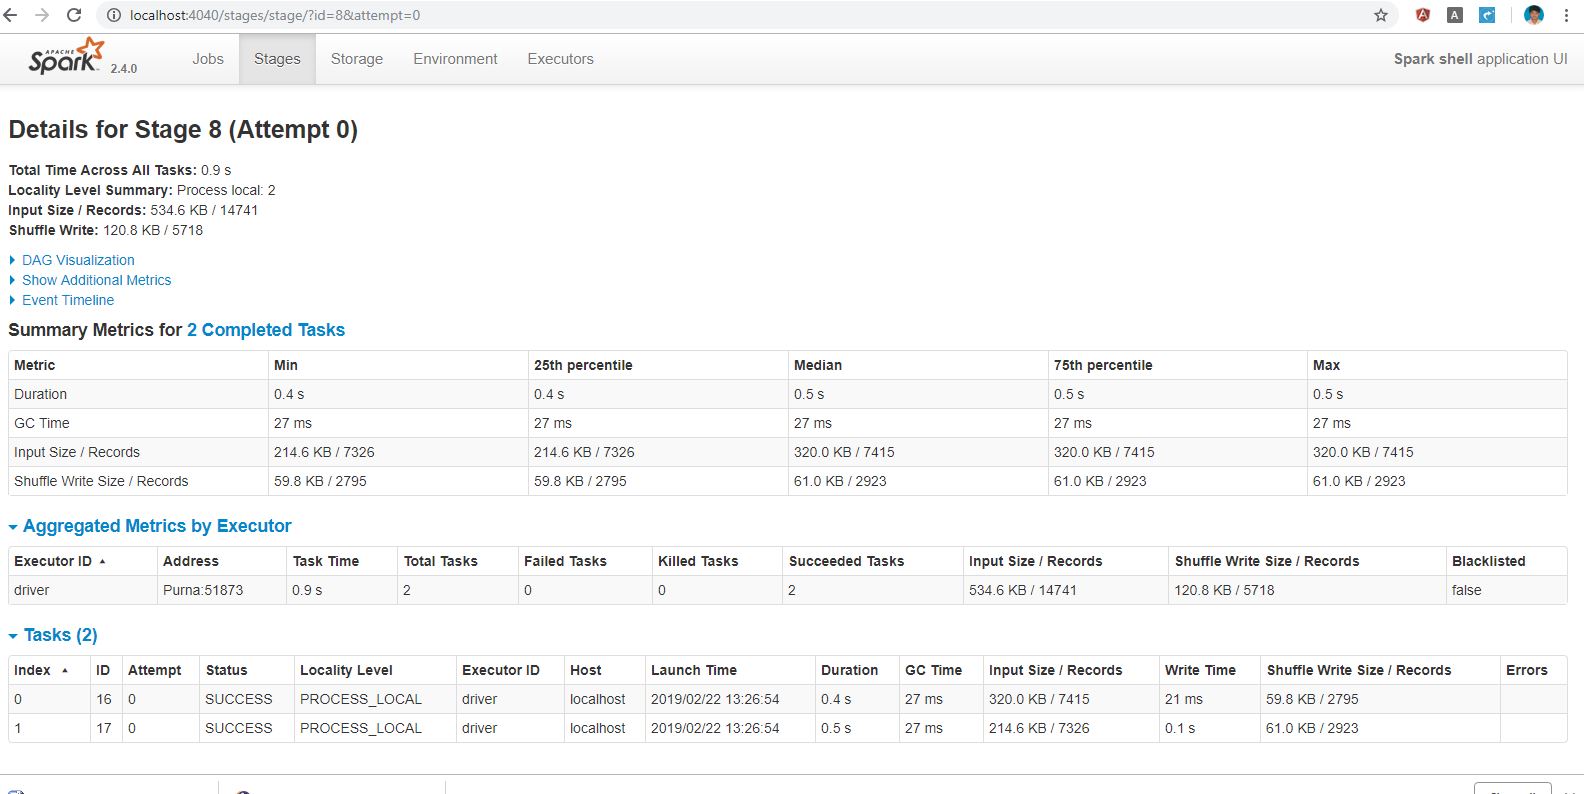 localhost:4040/stages/stage/?id=8&attempt=0
APACHE Spark 2.4.0 Jobs Stages Storage Environment Executors Spark shell application UI
Details for Stage 8 (Attempt 0)
Total Time Across All Tasks: 0.9 s
Locality Level Summary: Process local: 2
Input Size / Records: 534.6 KB / 14741
Shuffle Write: 120.8 KB / 5718
DAG Visualization
Show Additional Metrics
Event Timeline
Summary Metrics for 2 Completed Tasks
Metric Min 25th percentile Median 75th percentile Max
Duration 0.4 s 0.4 s 0.5 s 0.5 s 0.5 s
GC Time 27 ms 27 ms 27 ms 27 ms 27 ms
Input Size / Records 214.6 KB / 7326 214.6 KB / 7326 320.0 KB / 7415 320.0 KB / 7415 320.0 KB / 7415
Shuffle Write Size / Records 59.8 KB / 2795 59.8 KB / 2795 61.0 KB / 2923 61.0 KB / 2923 61.0 KB / 2923
Aggregated Metrics by Executor
Executor ID Address Task Time Total Tasks Failed Tasks Killed Tasks Succeeded Tasks Input Size / Records Shuffle Write Size / Records Blacklisted
driver Purna:51873 0.9 s 2 0 0 2 534.6 KB / 14741 120.8 KB / 5718 false
Tasks (2)
Index ID Attempt Status Locality Level Executor ID Host Launch Time Duration GC Time Input Size / Records Write Time Shuffle Write Size / Records Errors
0 16 0 SUCCESS PROCESS_LOCAL driver localhost 2019/02/22 13:26:54 0.4 s 27 ms 320.0 KB / 7415 21 ms 59.8 KB / 2795
1 17 0 SUCCESS PROCESS_LOCAL driver localhost 2019/02/22 13:26:54 0.5 s 27 ms 214.6 KB / 7326 0.1 s 61.0 KB / 2923